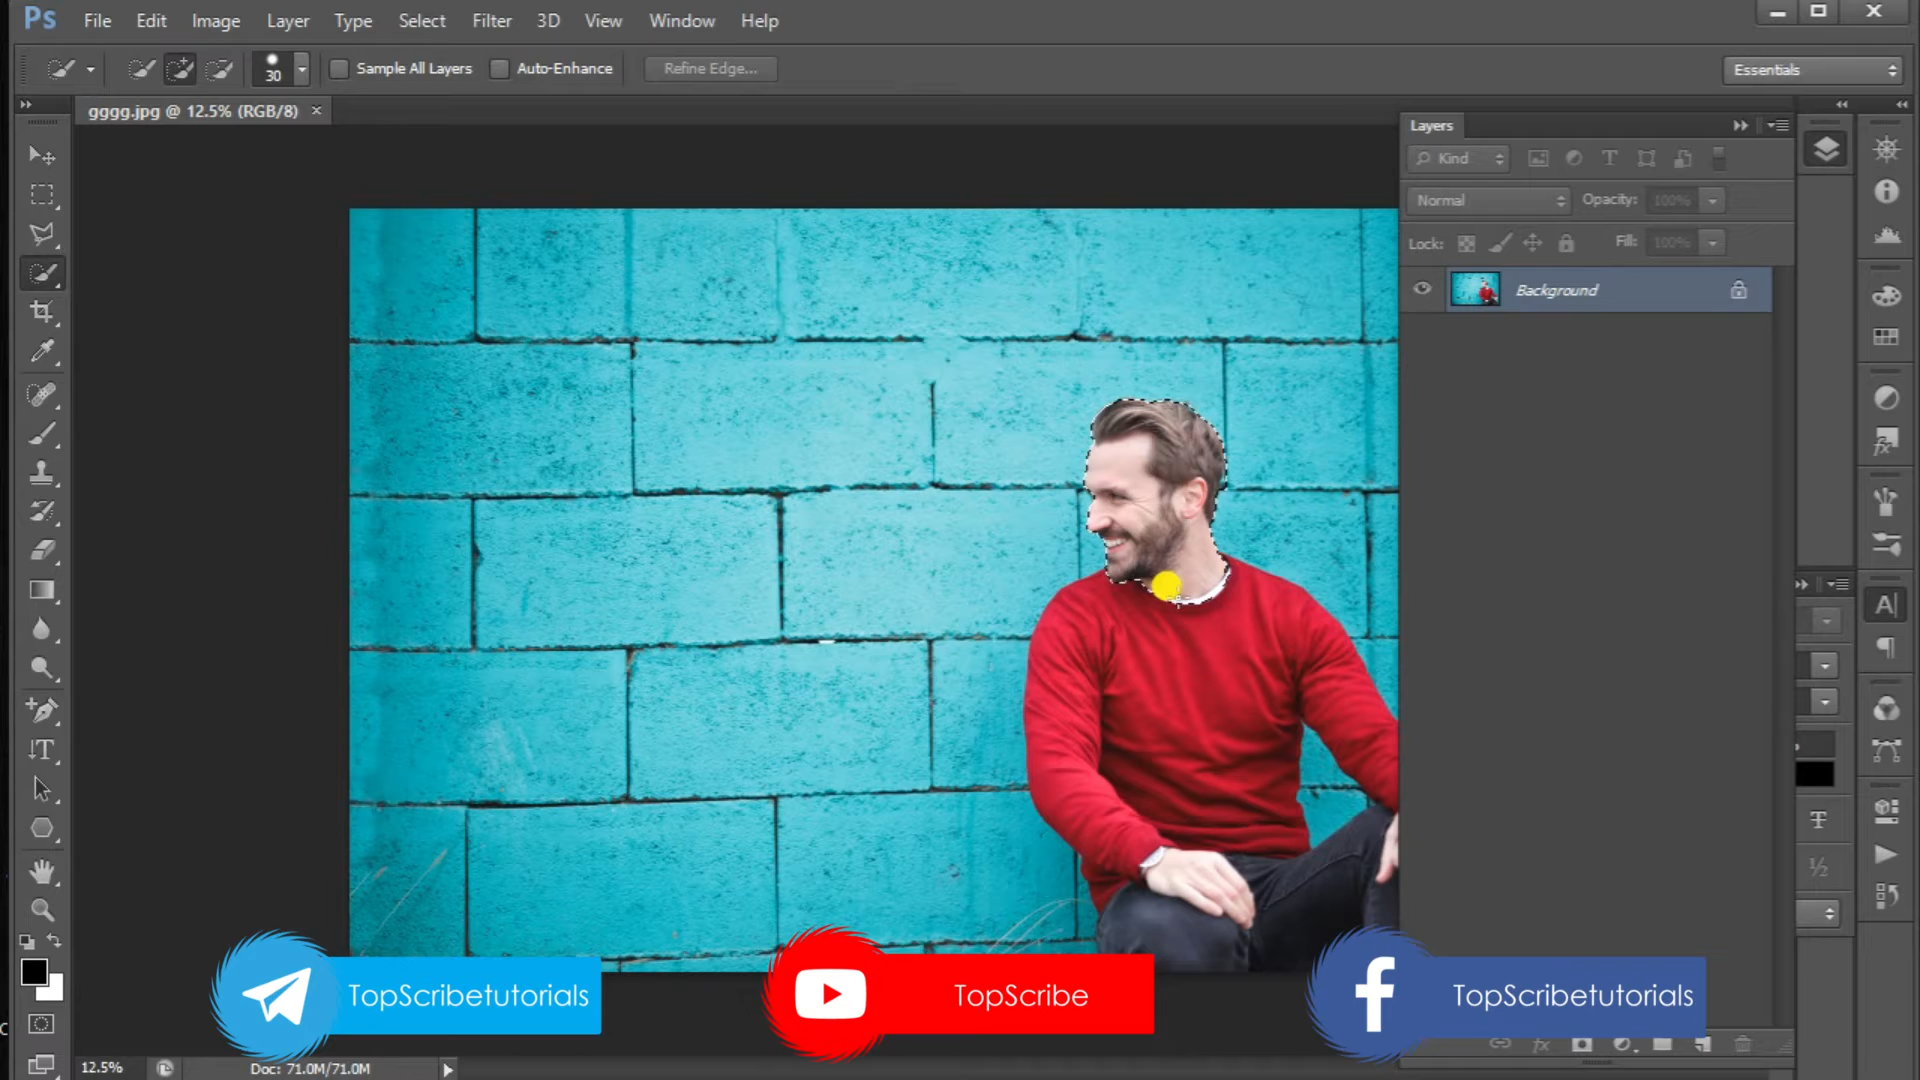 Ps File Edit Image Layer Type Select Filter 3D View Window Help
30 Sample All Layers Auto-Enhance Refine Edge... Essentials
gggg.jpg @ 12.5% (RGB/8) ×
Layers
Kind
Normal Opacity: 100%
Lock: Fill: 100%
Background
TopScribetutorials
TopScribe
TopScribetutorials
12.5% Doc: 71.0M/71.0M